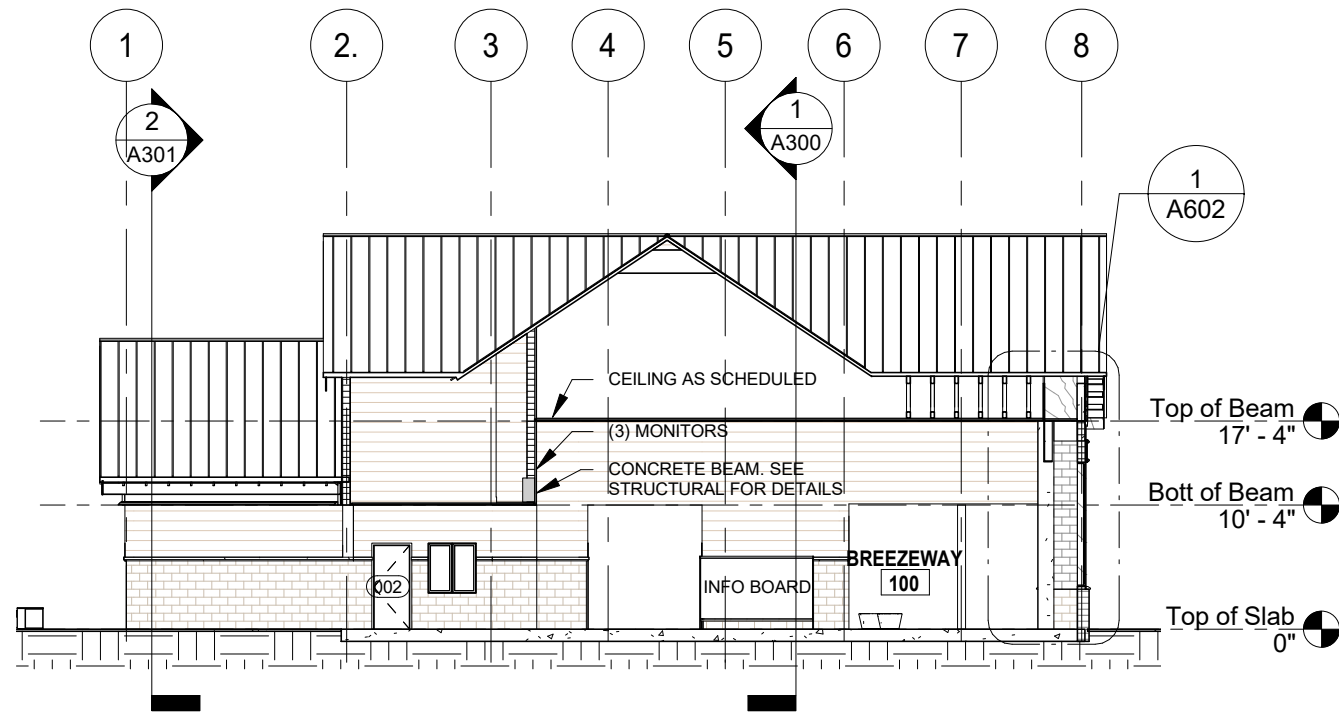 1
2.
3
4
5
6
7
8
2
A301
1
A300
1
A602
CEILING AS SCHEDULED
(3) MONITORS
CONCRETE BEAM. SEE
STRUCTURAL FOR DETAILS
Top of Beam
17' - 4"
Bott of Beam
10' - 4"
BREEZEWAY
100
INFO BOARD
Top of Slab
0"